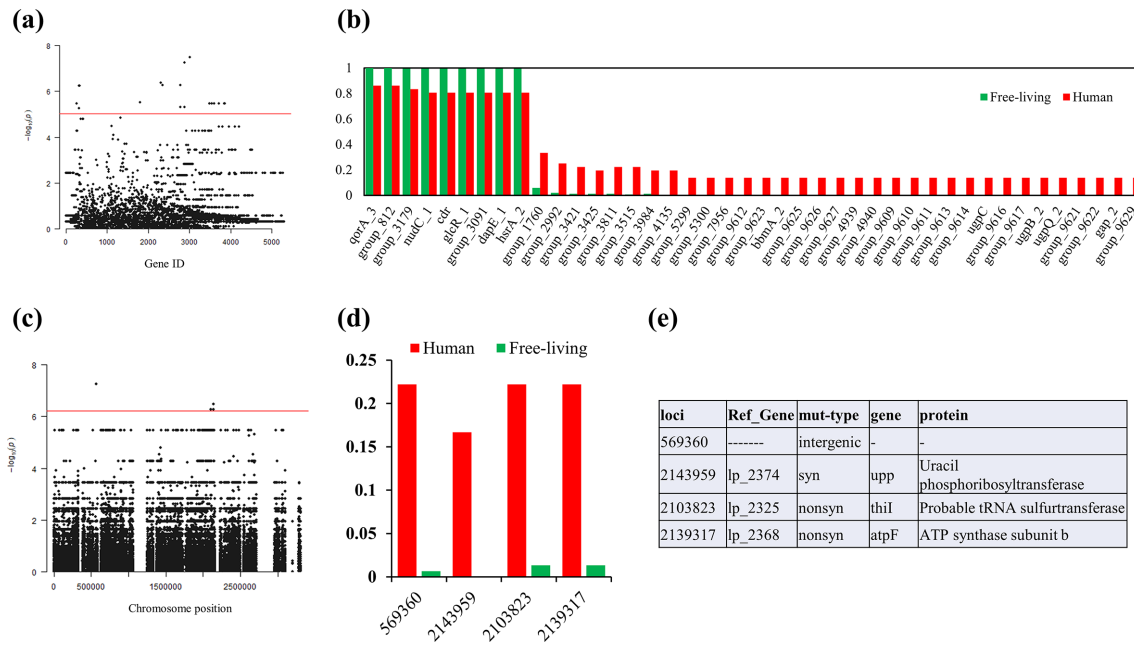 (a)
8
6
4
2
0
−log₁₀(p)
0 1000 2000 3000 4000 5000
Gene ID
(b)
1
0.8
0.6
0.4
0.2
0
Free-living Human
qorA_3
group_812
group_3179
nudC_1
cdr
glcR_1
group_3091
dapE_1
hsrA_2
group_1760
group_2992
group_3421
group_3425
group_3811
group_3515
group_3984
group_4135
group_5299
group_5300
group_7956
group_9612
group_9623
bbmA_2
group_9625
group_9626
group_9627
group_4939
group_4940
group_9609
group_9610
group_9611
group_9613
group_9614
ugpC
group_9616
group_9617
ugpB_2
ugpQ_2
group_9621
group_9622
gap_2
group_9629
(c)
8
6
4
2
0
−log₁₀(p)
0 500000 1500000 2500000
Chromosome position
(d)
Human Free-living
0.25
0.2
0.15
0.1
0.05
0
569360
2143959
2103823
2139317
(e)
loci Ref_Gene mut-type gene protein
569360 ------- intergenic - -
2143959 lp_2374 syn upp Uracil
phosphoribosyltransferase
2103823 lp_2325 nonsyn thiI Probable tRNA sulfurtransferase
2139317 lp_2368 nonsyn atpF ATP synthase subunit b